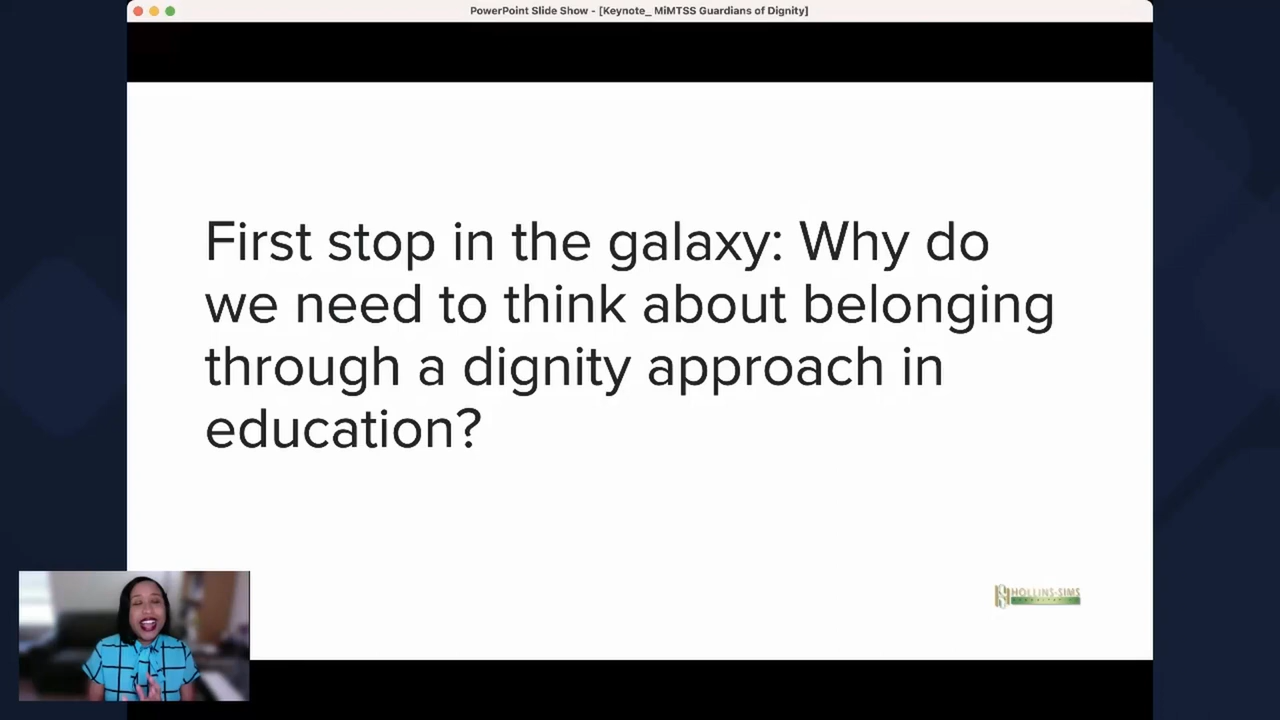 PowerPoint Slide Show - [Keynote_ MiMTSS Guardians of Dignity]
First stop in the galaxy: Why do
we need to think about belonging
through a dignity approach in
education?
HOLLINS-SIMS